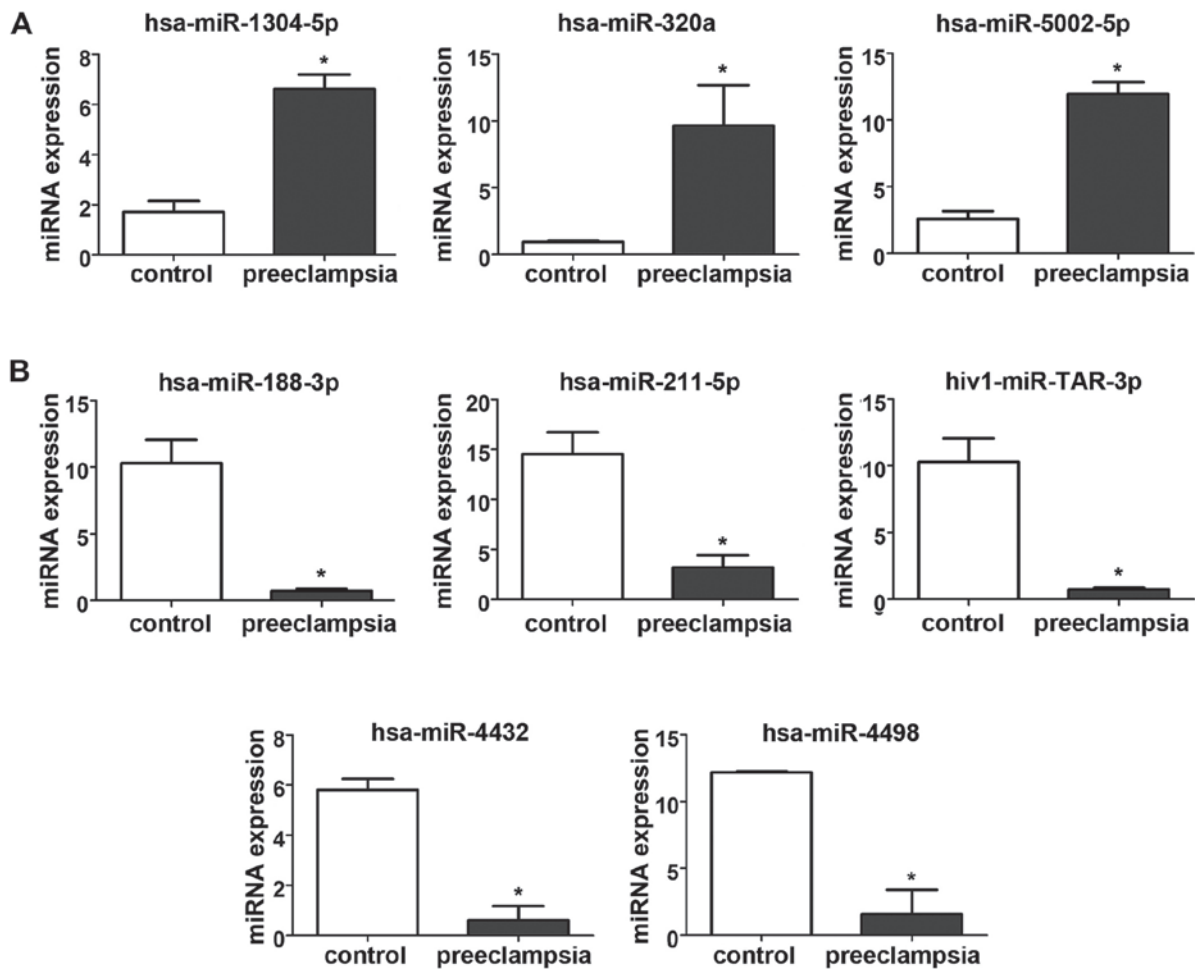 A
hsa-miR-1304-5p
miRNA expression
8
6
4
2
0
*
control preeclampsia
hsa-miR-320a
miRNA expression
15
10
5
0
*
control preeclampsia
hsa-miR-5002-5p
miRNA expression
15
10
5
0
*
control preeclampsia
B
hsa-miR-188-3p
miRNA expression
15
10
5
0
*
control preeclampsia
hsa-miR-211-5p
miRNA expression
20
15
10
5
0
*
control preeclampsia
hiv1-miR-TAR-3p
miRNA expression
15
10
5
0
*
control preeclampsia
hsa-miR-4432
miRNA expression
8
6
4
2
0
*
control preeclampsia
hsa-miR-4498
miRNA expression
15
10
5
0
*
control preeclampsia